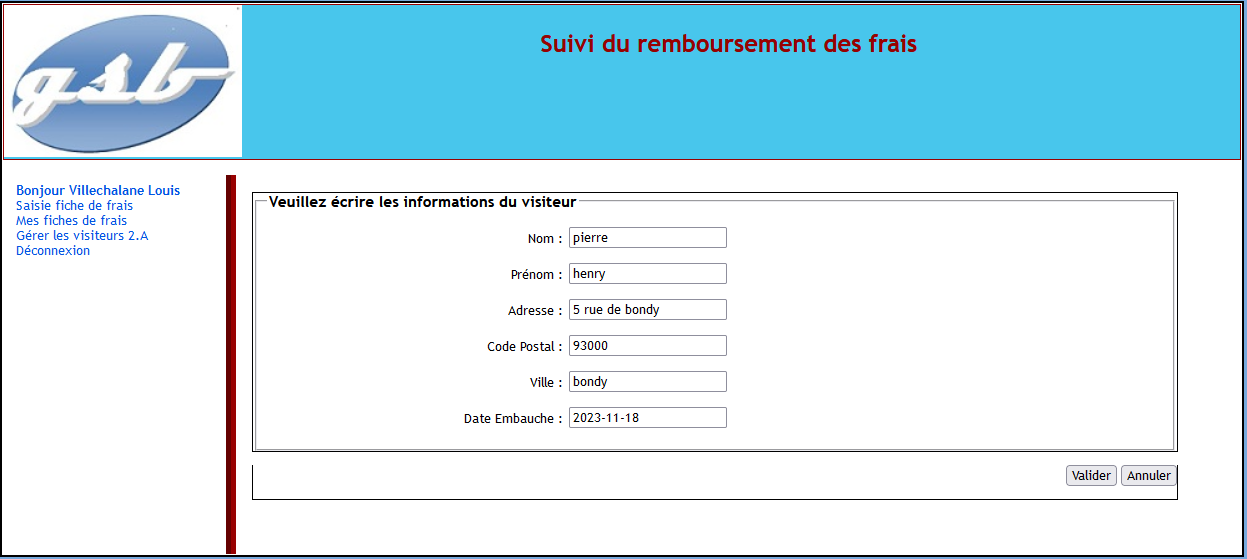 gsb
Suivi du remboursement des frais
Bonjour Villechalane Louis
Saisie fiche de frais
Mes fiches de frais
Gérer les visiteurs 2.A
Déconnexion
Veuillez écrire les informations du visiteur
Nom : pierre
Prénom : henry
Adresse : 5 rue de bondy
Code Postal : 93000
Ville : bondy
Date Embauche : 2023-11-18
Valider Annuler